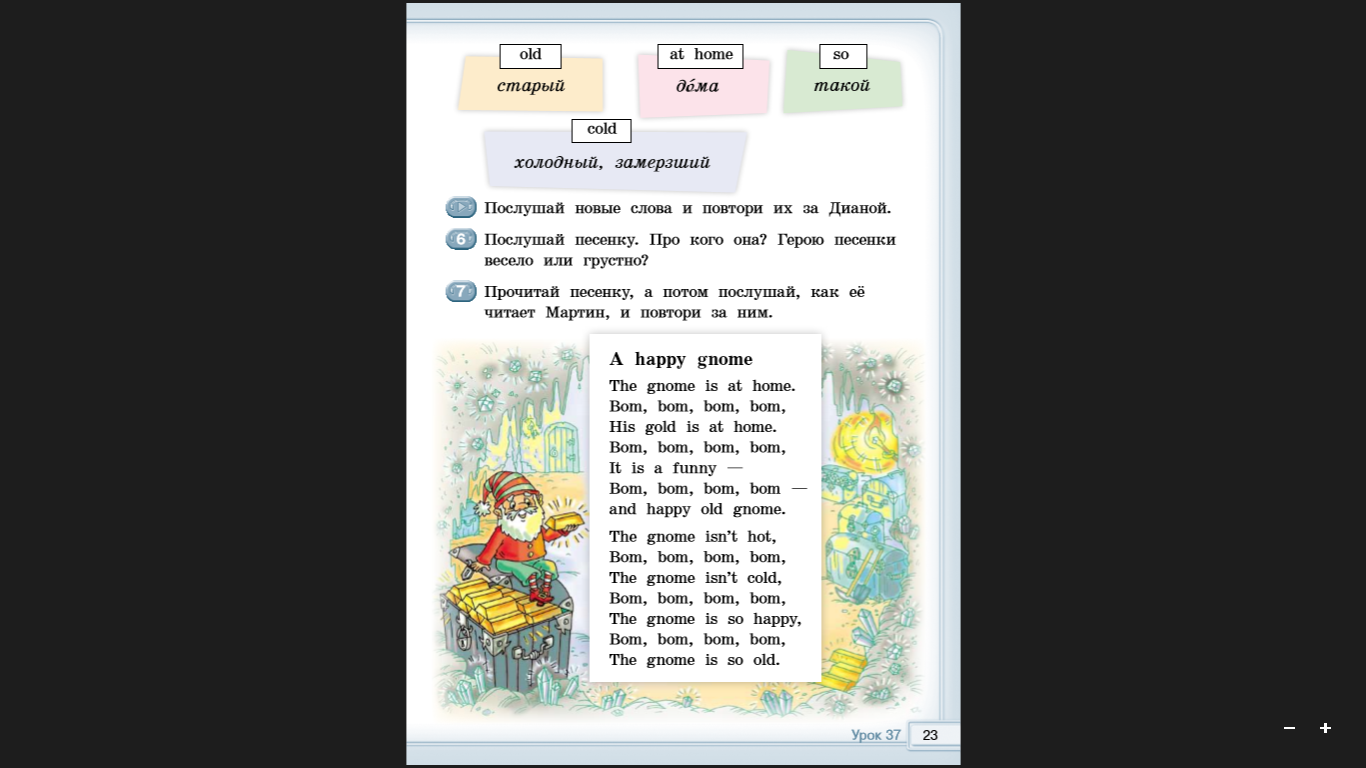 old
at home
so
старый
до́ма
такой
cold
холодный, замерзший
Послушай новые слова и повтори их за Дианой.
6 Послушай песенку. Про кого она? Герою песенки
весело или грустно?
7 Прочитай песенку, а потом послушай, как её
читает Мартин, и повтори за ним.
A happy gnome
The gnome is at home.
Bom, bom, bom, bom,
His gold is at home.
Bom, bom, bom, bom,
It is a funny —
Bom, bom, bom, bom —
and happy old gnome.
The gnome isn't hot,
Bom, bom, bom, bom,
The gnome isn't cold,
Bom, bom, bom, bom,
The gnome is so happy,
Bom, bom, bom, bom,
The gnome is so old.
Урок 37 23